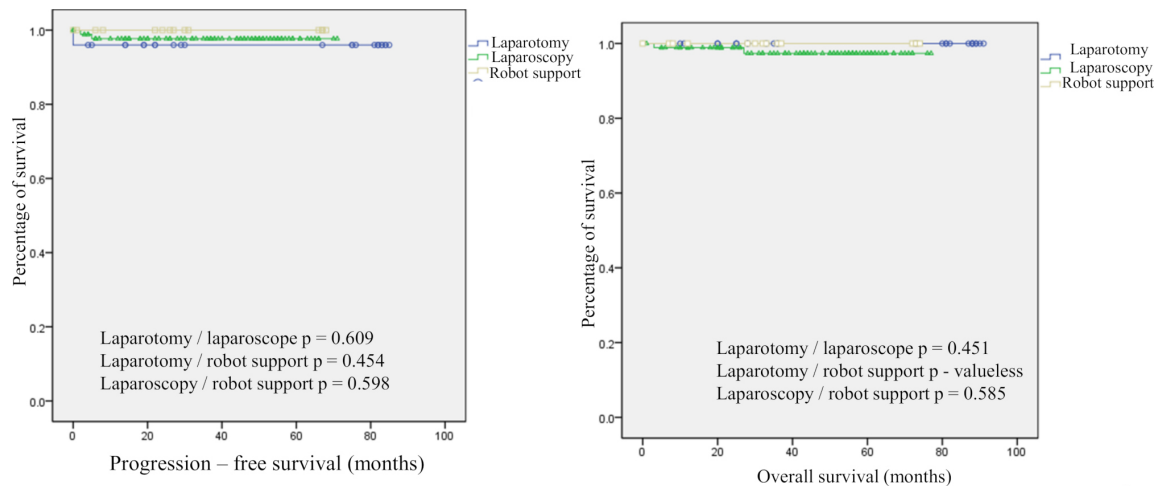 Percentage of survival
1.0
0.8
0.6
0.4
0.2
0.0
0 20 40 60 80 100
Progression – free survival (months)
Laparotomy
Laparoscopy
Robot support
Laparotomy / laparoscope p = 0.609
Laparotomy / robot support p = 0.454
Laparoscopy / robot support p = 0.598
Percentage of survival
1.0
0.8
0.6
0.4
0.2
0.0
0 20 40 60 80 100
Overall survival (months)
Laparotomy
Laparoscopy
Robot support
Laparotomy / laparoscope p = 0.451
Laparotomy / robot support p - valueless
Laparoscopy / robot support p = 0.585